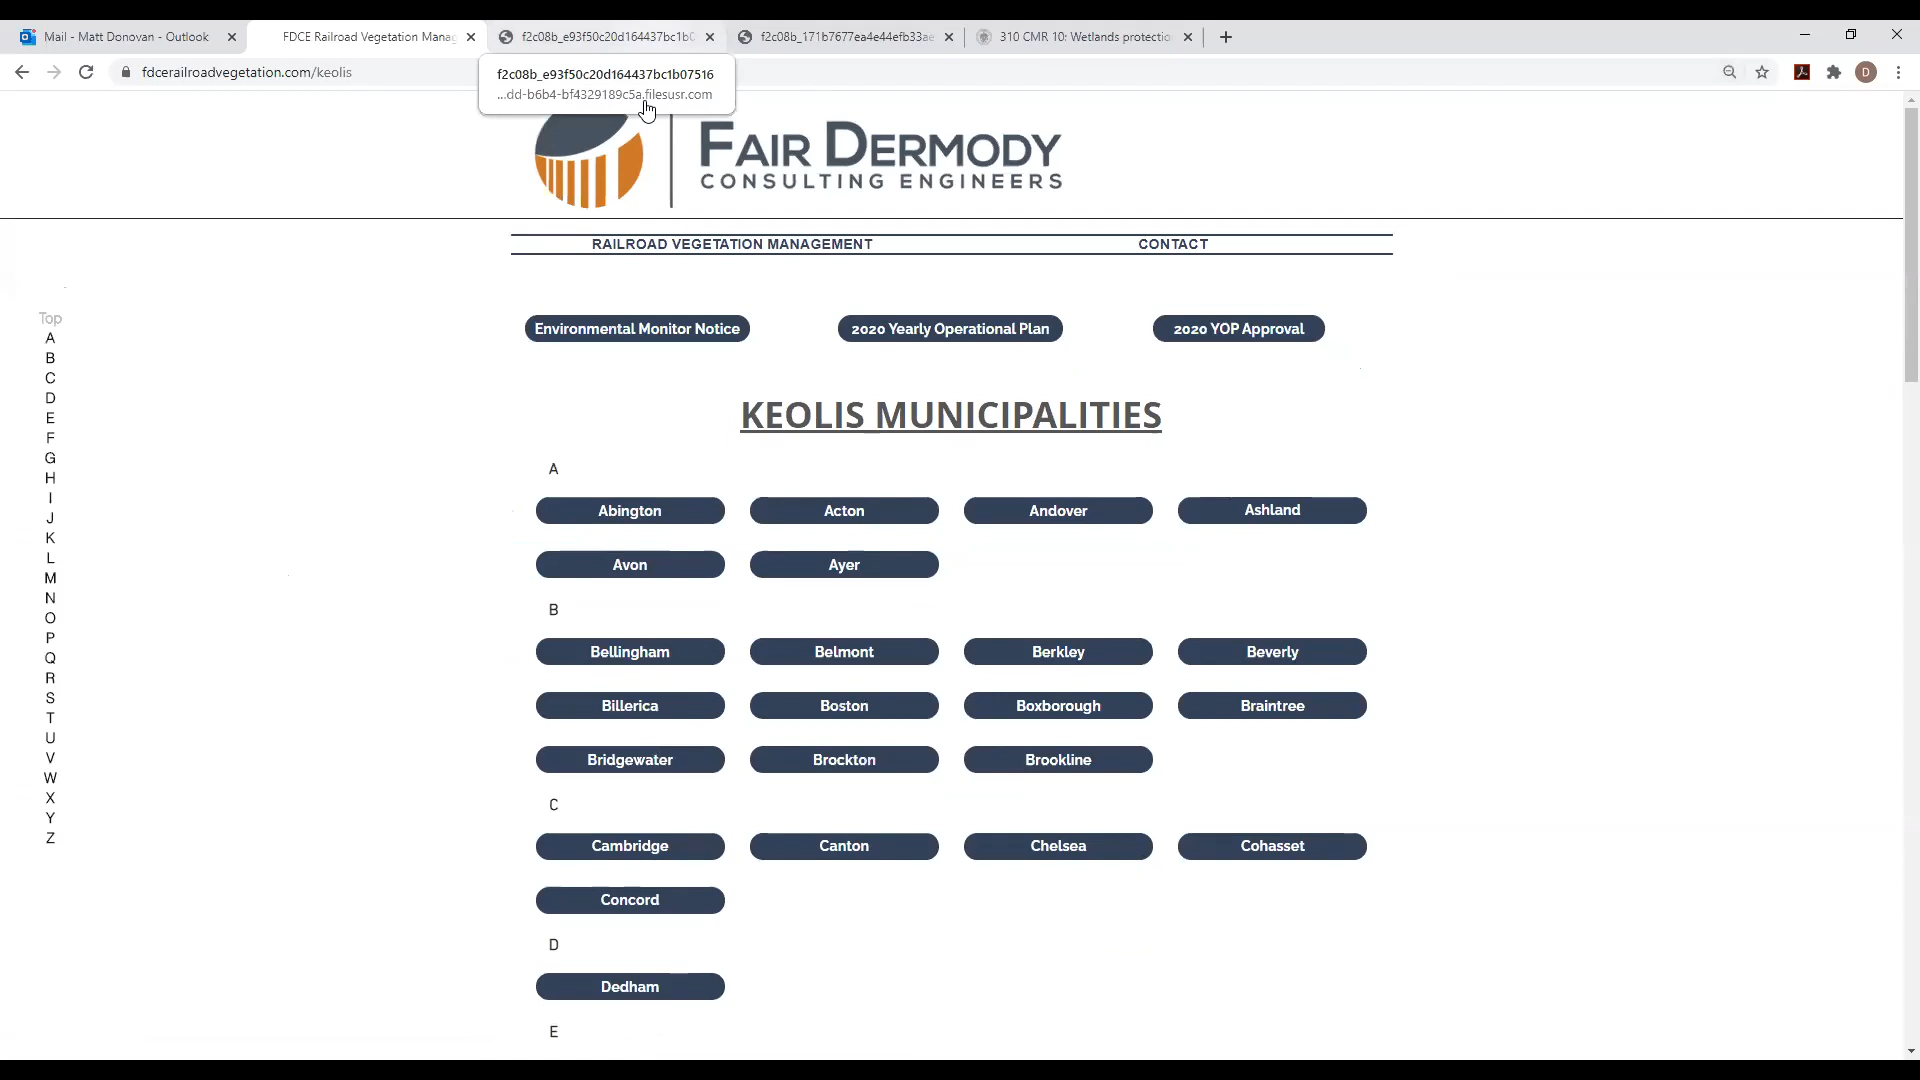 Mail - Matt Donovan - Outlook
FDCE Railroad Vegetation Manag
f2c08b_e93f50c20d164437bc1b0
f2c08b_171b7677ea4e44efb33ae
310 CMR 10: Wetlands protectio
fdcerailroadvegetation.com/keolis
D
f2c08b_e93f50c20d164437bc1b07516
...dd-b6b4-bf4329189c5a.filesusr.com
FAIR DERMODY
CONSULTING ENGINEERS
RAILROAD VEGETATION MANAGEMENT
CONTACT
Environmental Monitor Notice
2020 Yearly Operational Plan
2020 YOP Approval
Top
A
B
C
D
E
F
G
H
I
J
K
L
M
N
O
P
Q
R
S
T
U
V
W
X
Y
Z
KEOLIS MUNICIPALITIES
A
Abington Acton Andover Ashland
Avon Ayer
B
Bellingham Belmont Berkley Beverly
Billerica Boston Boxborough Braintree
Bridgewater Brockton Brookline
C
Cambridge Canton Chelsea Cohasset
Concord
D
Dedham
E